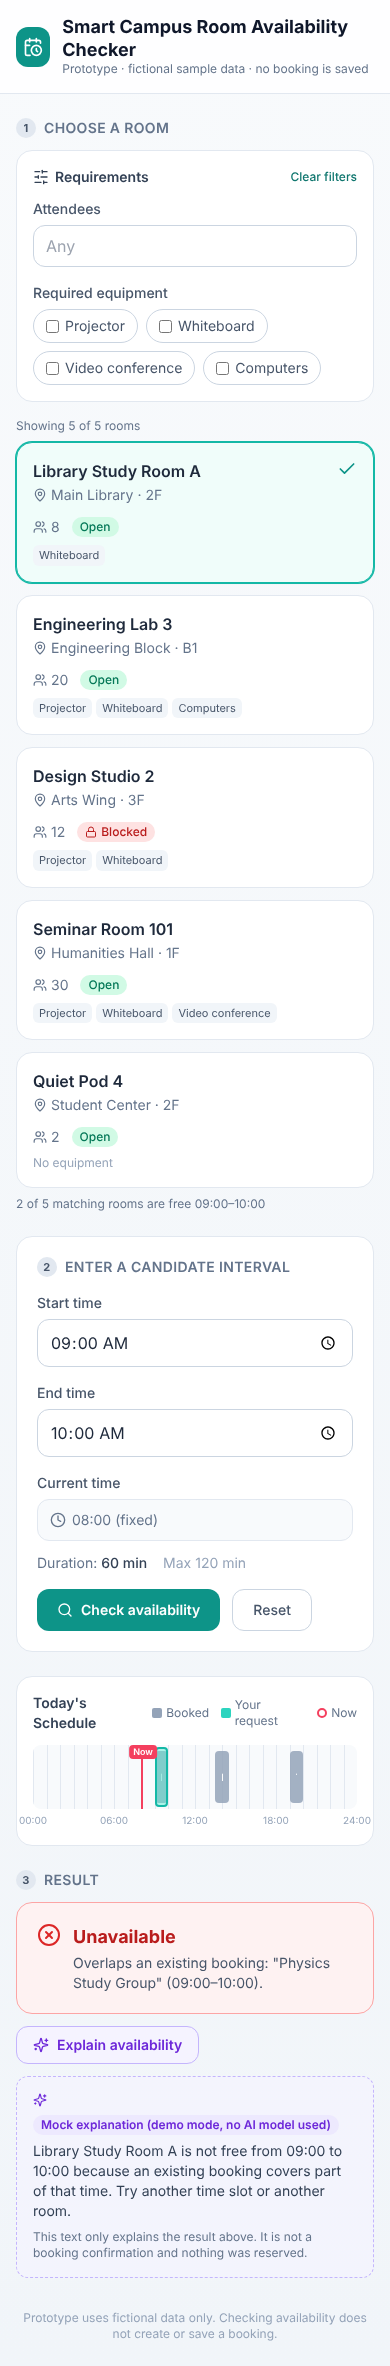 Smart Campus Room Availability
Checker
Prototype · fictional sample data · no booking is saved
1 CHOOSE A ROOM
Requirements Clear filters
Attendees
Any
Required equipment
Projector Whiteboard
Video conference Computers
Showing 5 of 5 rooms
Library Study Room A
Main Library · 2F
8 Open
Whiteboard
Engineering Lab 3
Engineering Block · B1
20 Open
Projector Whiteboard Computers
Design Studio 2
Arts Wing · 3F
12 Blocked
Projector Whiteboard
Seminar Room 101
Humanities Hall · 1F
30 Open
Projector Whiteboard Video conference
Quiet Pod 4
Student Center · 2F
2 Open
No equipment
2 of 5 matching rooms are free 09:00–10:00
2 ENTER A CANDIDATE INTERVAL
Start time
09:00 AM
End time
10:00 AM
Current time
08:00 (fixed)
Duration: 60 min Max 120 min
Check availability Reset
Today's
Schedule
Booked
Your
request
Now
Now
00:00 06:00 12:00 18:00 24:00
3 RESULT
Unavailable
Overlaps an existing booking: "Physics
Study Group" (09:00–10:00).
Explain availability
Mock explanation (demo mode, no AI model used)
Library Study Room A is not free from 09:00 to
10:00 because an existing booking covers part
of that time. Try another time slot or another
room.
This text only explains the result above. It is not a
booking confirmation and nothing was reserved.
Prototype uses fictional data only. Checking availability does
not create or save a booking.